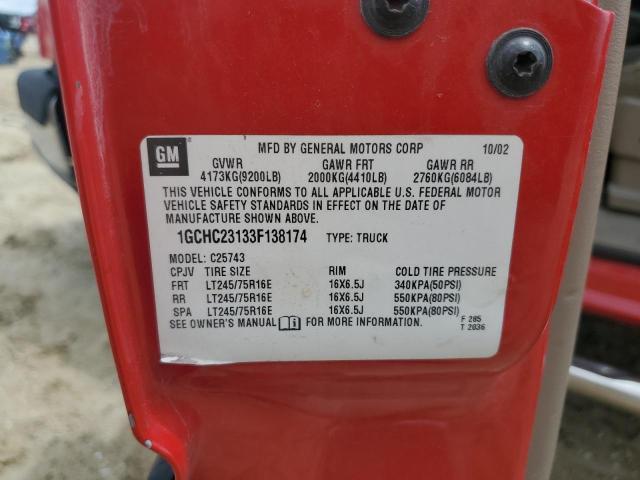 GM MFD BY GENERAL MOTORS CORP 10/02
GVWR GAWR FRT GAWR RR
4173KG(9200LB) 2000KG(4410LB) 2760KG(6084LB)
THIS VEHICLE CONFORMS TO ALL APPLICABLE U.S. FEDERAL MOTOR
VEHICLE SAFETY STANDARDS IN EFFECT ON THE DATE OF
MANUFACTURE SHOWN ABOVE.
1GCHC23133F138174 TYPE: TRUCK
MODEL: C25743
CPJV TIRE SIZE RIM COLD TIRE PRESSURE
FRT LT245/75R16E 16X6.5J 340KPA(50PSI)
RR LT245/75R16E 16X6.5J 550KPA(80PSI)
SPA LT245/75R16E 16X6.5J 550KPA(80PSI)
SEE OWNER'S MANUAL FOR MORE INFORMATION. F 285
T 2036